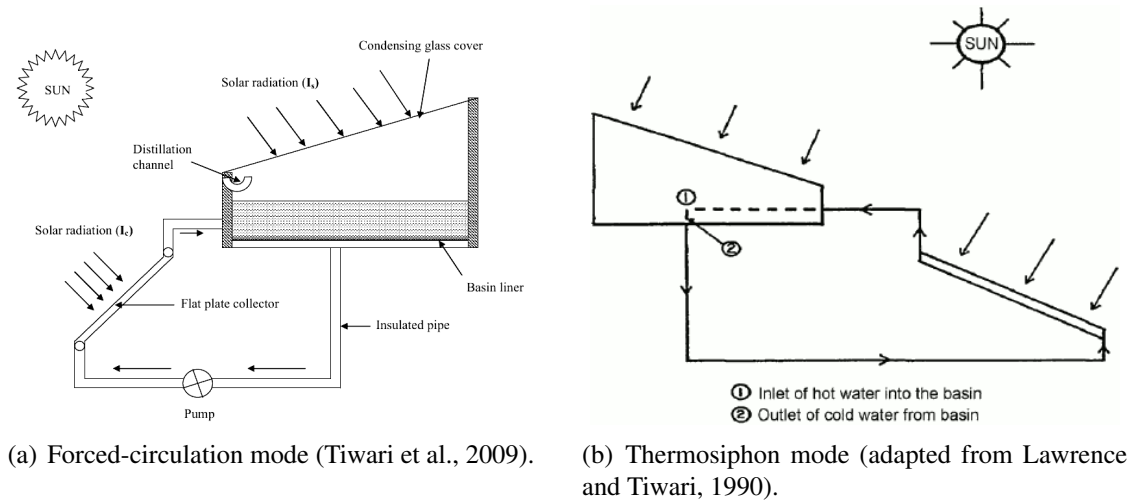 SUN
Condensing glass cover
Solar radiation (Is)
Distillation
channel
Solar radiation (Ic)
Flat plate collector
Basin liner
Insulated pipe
Pump
(a) Forced-circulation mode (Tiwari et al., 2009).
SUN
1
2
① Inlet of hot water into the basin
② Outlet of cold water from basin
(b) Thermosiphon mode (adapted from Lawrence
and Tiwari, 1990).